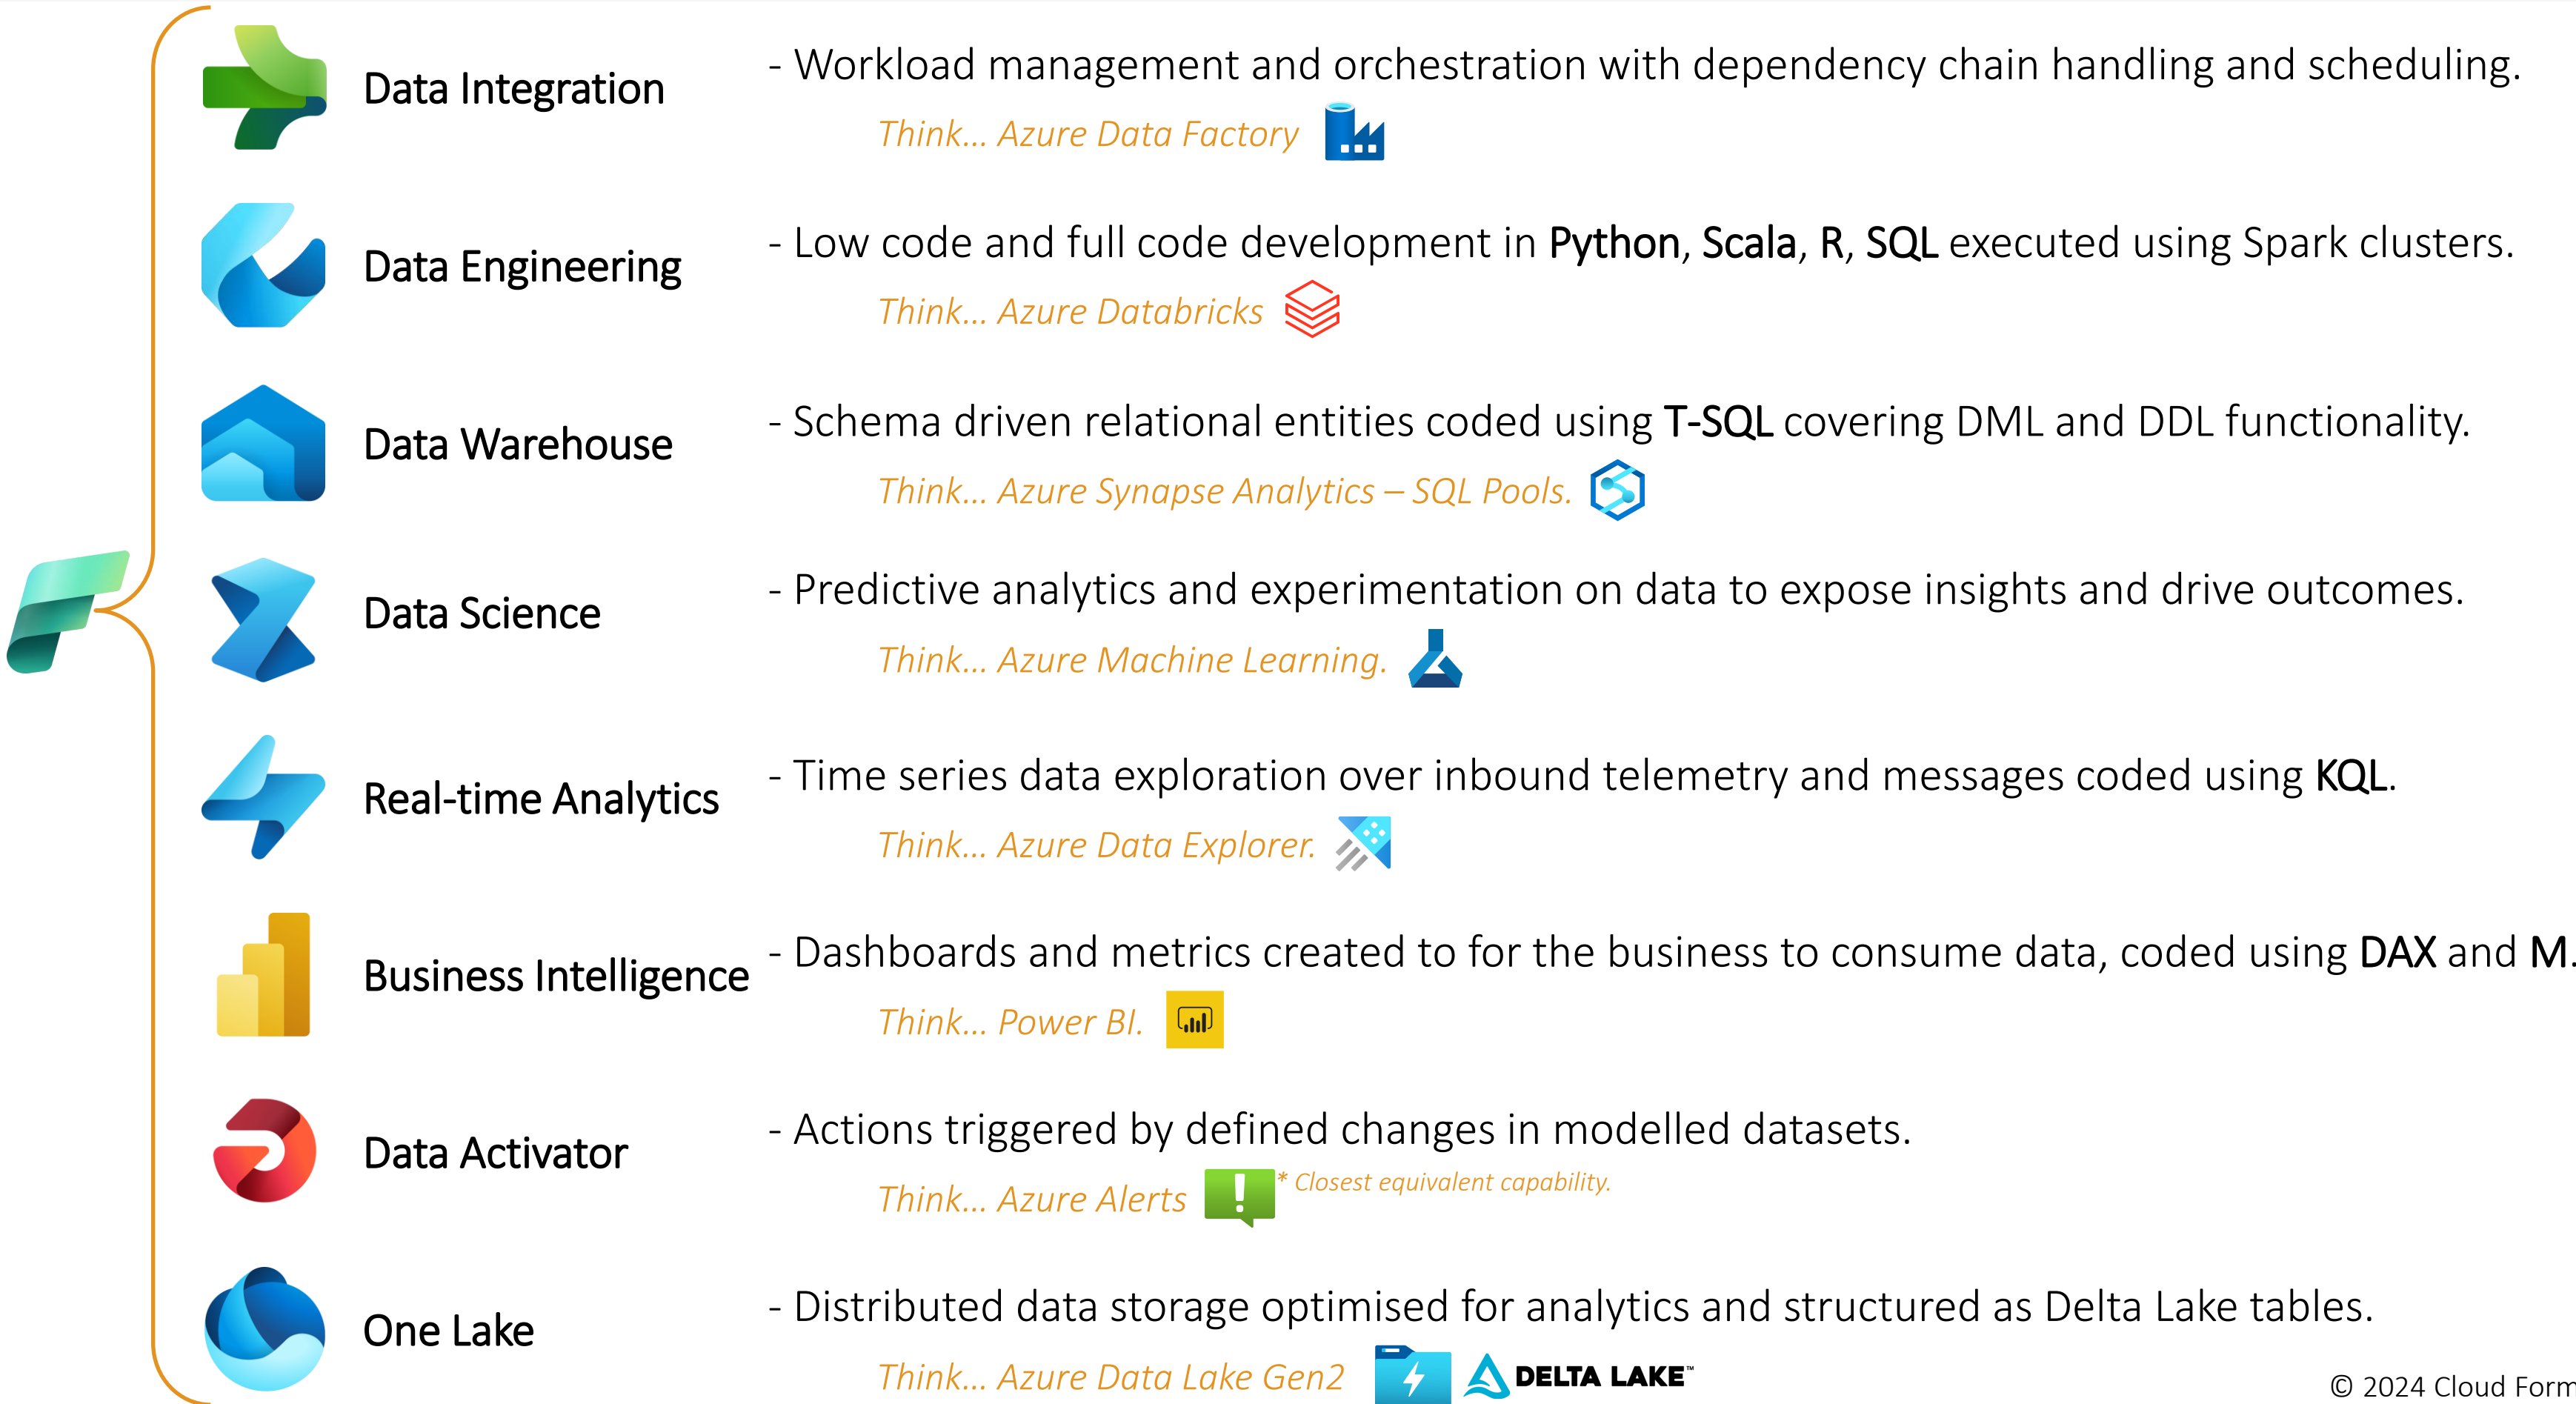 Data Integration
- Workload management and orchestration with dependency chain handling and scheduling.
Think... Azure Data Factory
Data Engineering
- Low code and full code development in Python, Scala, R, SQL executed using Spark clusters.
Think... Azure Databricks
Data Warehouse
- Schema driven relational entities coded using T-SQL covering DML and DDL functionality.
Think... Azure Synapse Analytics – SQL Pools.
Data Science
- Predictive analytics and experimentation on data to expose insights and drive outcomes.
Think... Azure Machine Learning.
Real-time Analytics
- Time series data exploration over inbound telemetry and messages coded using KQL.
Think... Azure Data Explorer.
Business Intelligence
- Dashboards and metrics created to for the business to consume data, coded using DAX and M.
Think... Power BI.
Data Activator
- Actions triggered by defined changes in modelled datasets.
Think... Azure Alerts
* Closest equivalent capability.
One Lake
- Distributed data storage optimised for analytics and structured as Delta Lake tables.
Think... Azure Data Lake Gen2
DELTA LAKE™
© 2024 Cloud Form